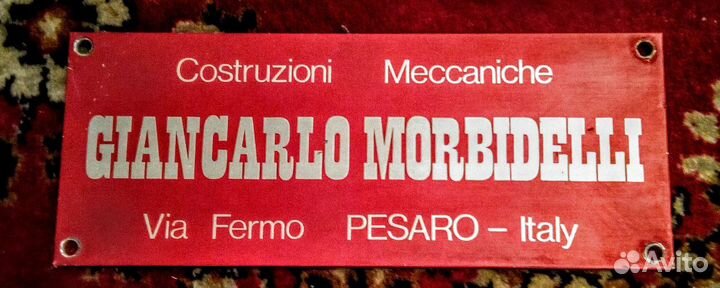 Costruzioni Meccaniche
GIANCARLO MORBIDELLI
Via Fermo PESARO – Italy
Avito